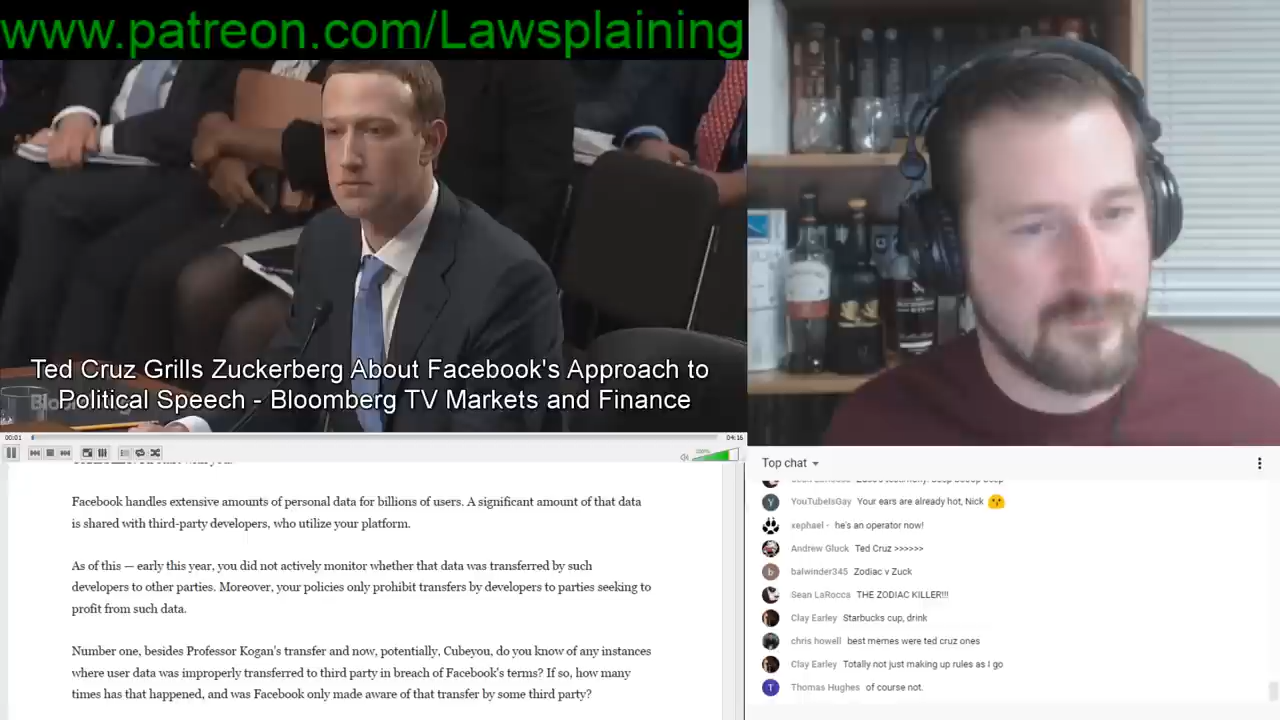 www.patreon.com/Lawsplaining
Ted Cruz Grills Zuckerberg About Facebook's Approach to
Political Speech - Bloomberg TV Markets and Finance
00:01
04:16
Facebook handles extensive amounts of personal data for billions of users. A significant amount of that data
is shared with third-party developers, who utilize your platform.
As of this — early this year, you did not actively monitor whether that data was transferred by such
developers to other parties. Moreover, your policies only prohibit transfers by developers to parties seeking to
profit from such data.
Number one, besides Professor Kogan's transfer and now, potentially, Cubeyou, do you know of any instances
where user data was improperly transferred to third party in breach of Facebook's terms? If so, how many
times has that happened, and was Facebook only made aware of that transfer by some third party?
Top chat
Y YouTubeIsGay Your ears are already hot, Nick
xephael - he's an operator now!
Andrew Gluck Ted Cruz >>>>>>
b balwinder345 Zodiac v Zuck
Sean LaRocca THE ZODIAC KILLER!!!
Clay Earley Starbucks cup, drink
chris howell best memes were ted cruz ones
Clay Earley Totally not just making up rules as I go
T Thomas Hughes of course not.